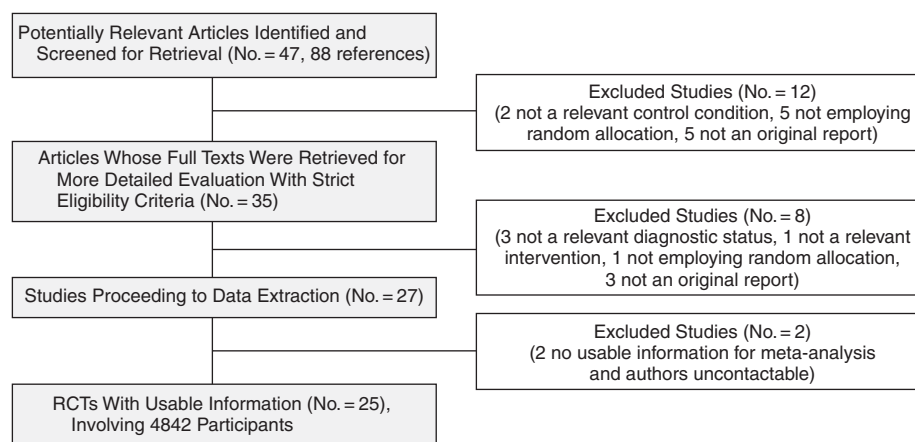 Potentially Relevant Articles Identified and
Screened for Retrieval (No. = 47, 88 references)
Excluded Studies (No. = 12)
(2 not a relevant control condition, 5 not employing
random allocation, 5 not an original report)
Articles Whose Full Texts Were Retrieved for
More Detailed Evaluation With Strict
Eligibility Criteria (No. = 35)
Excluded Studies (No. = 8)
(3 not a relevant diagnostic status, 1 not a relevant
intervention, 1 not employing random allocation,
3 not an original report)
Studies Proceeding to Data Extraction (No. = 27)
Excluded Studies (No. = 2)
(2 no usable information for meta-analysis
and authors uncontactable)
RCTs With Usable Information (No. = 25),
Involving 4842 Participants